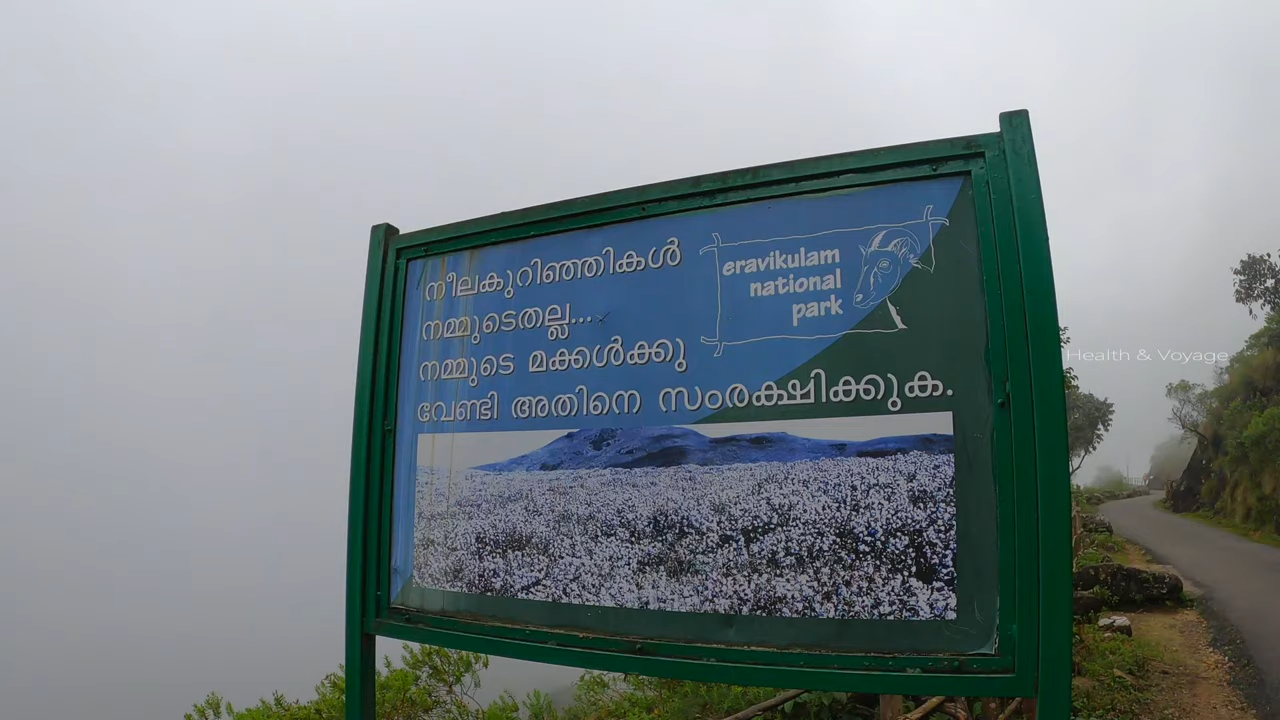 നീലകുറിഞ്ഞികൾ
നമ്മുടെതല്ല...
നമ്മുടെ മക്കൾക്കു
വേണ്ടി അതിനെ സംരക്ഷിക്കുക.
eravikulam
national
park
Health & Voyage